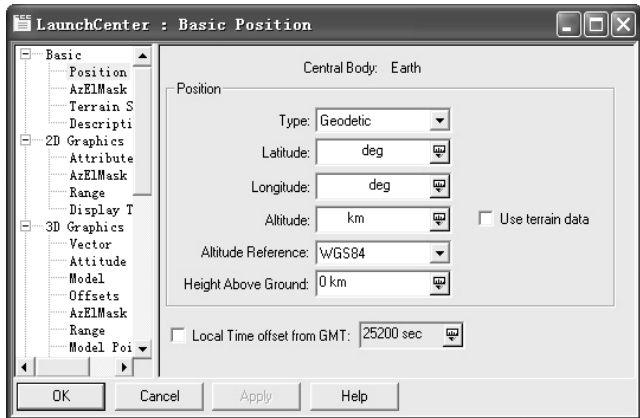 LaunchCenter : Basic Position
Basic
Position
AzElMask
Terrain S
Descripti
2D Graphics
Attribute
AzElMask
Range
Display T
3D Graphics
Vector
Attitude
Model
Offsets
AzElMask
Range
Model Poi
Central Body: Earth
Position
Type: Geodetic
Latitude: deg
Longitude: deg
Altitude: km
Use terrain data
Altitude Reference: WGS84
Height Above Ground: 0 km
Local Time offset from GMT: 25200 sec
OK
Cancel
Apply
Help